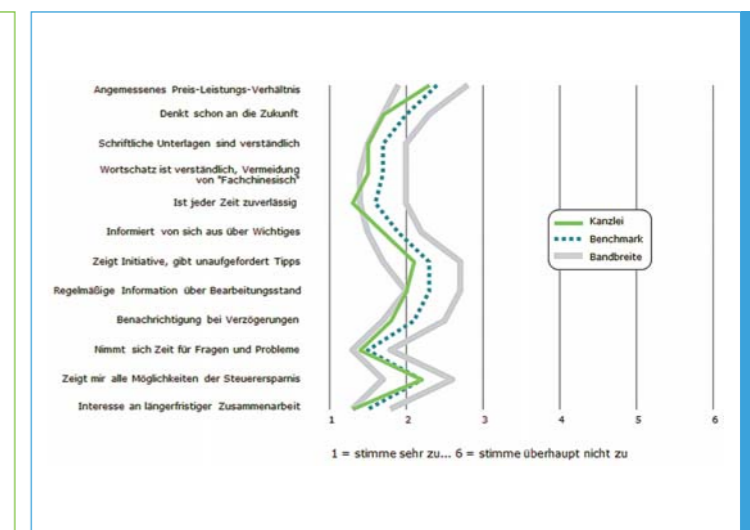 Angemessenes Preis-Leistungs-Verhältnis
Denkt schon an die Zukunft
Schriftliche Unterlagen sind verständlich
Wortschatz ist verständlich, Vermeidung
von "Fachchinesisch"
Ist jeder Zeit zuverlässig
Informiert von sich aus über Wichtiges
Zeigt Initiative, gibt unaufgefordert Tipps
Regelmäßige Information über Bearbeitungsstand
Benachrichtigung bei Verzögerungen
Nimmt sich Zeit für Fragen und Probleme
Zeigt mir alle Möglichkeiten der Steuerersparnis
Interesse an längerfristiger Zusammenarbeit
Kanzlei
Benchmark
Bandbreite
1 2 3 4 5 6
1 = stimme sehr zu... 6 = stimme überhaupt nicht zu